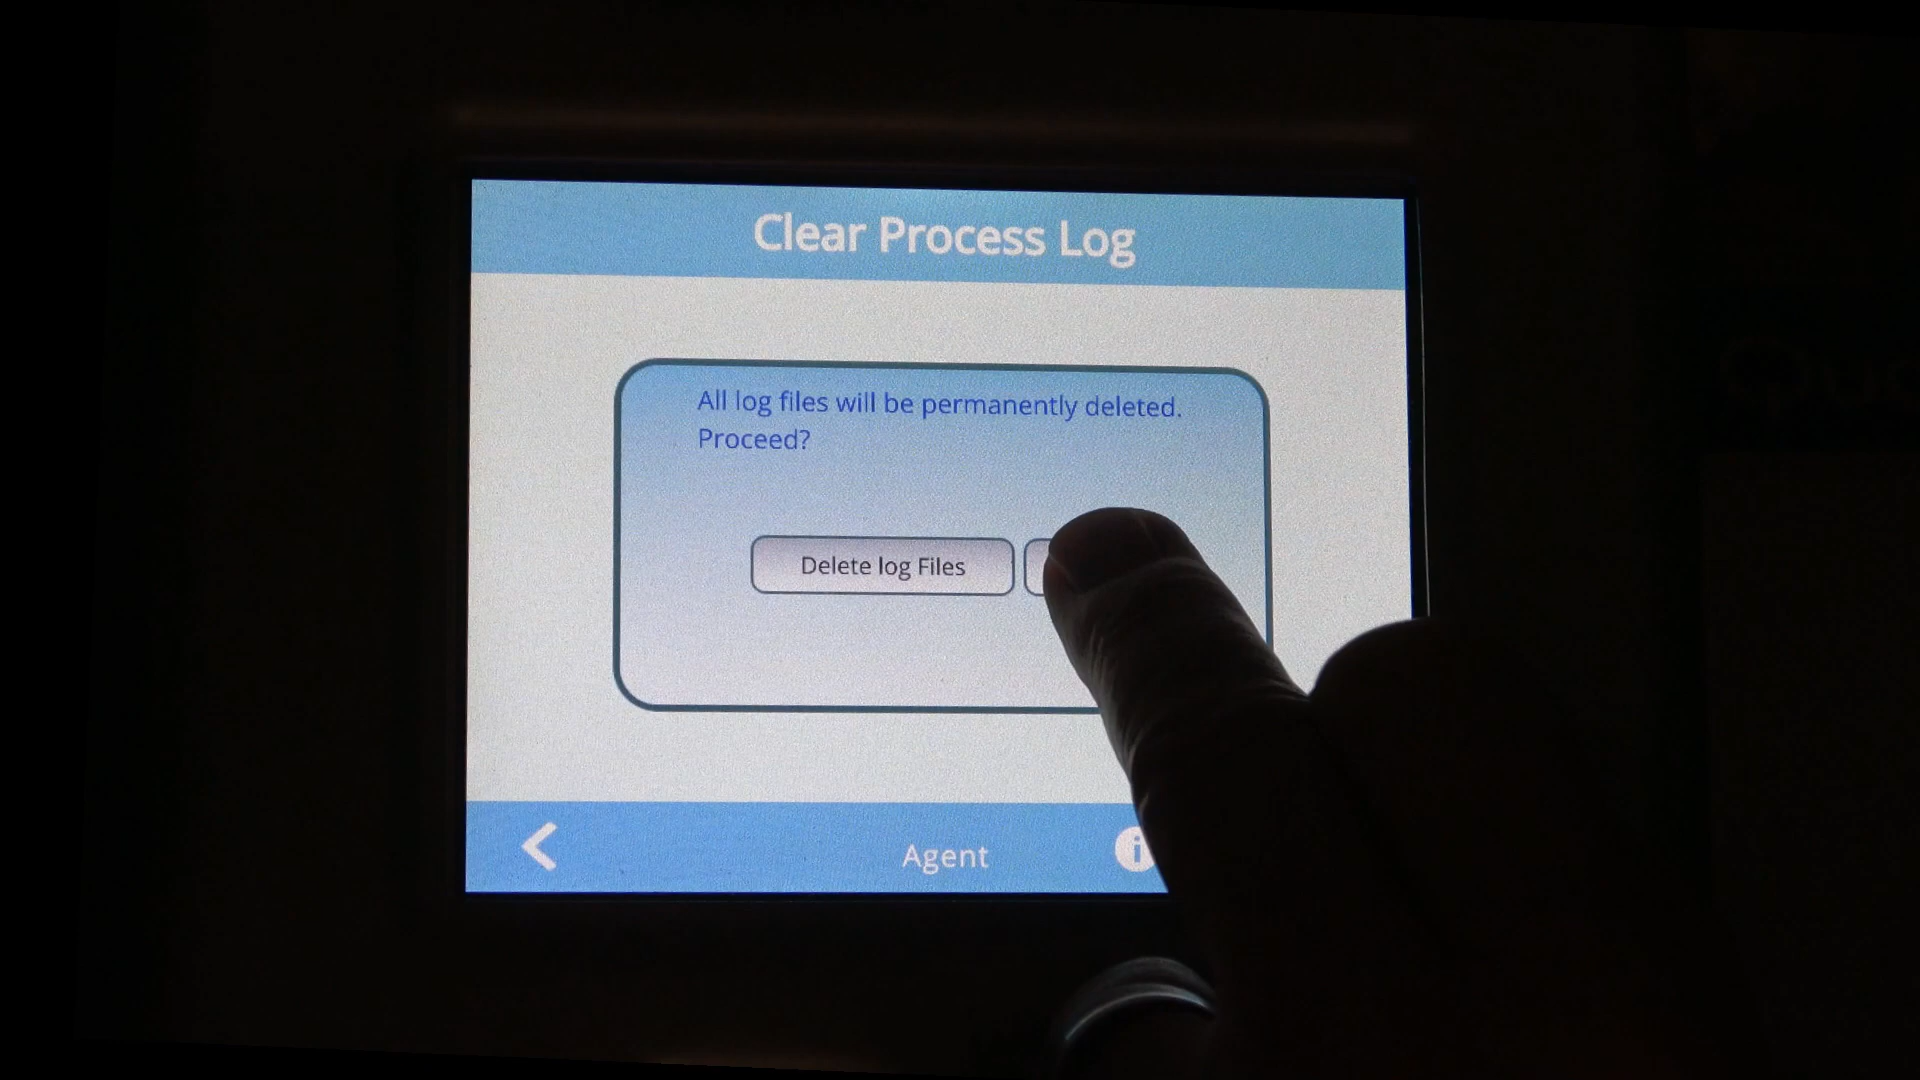 Clear Process Log
All log files will be permanently deleted.
Proceed?
Delete log Files
Agent
i